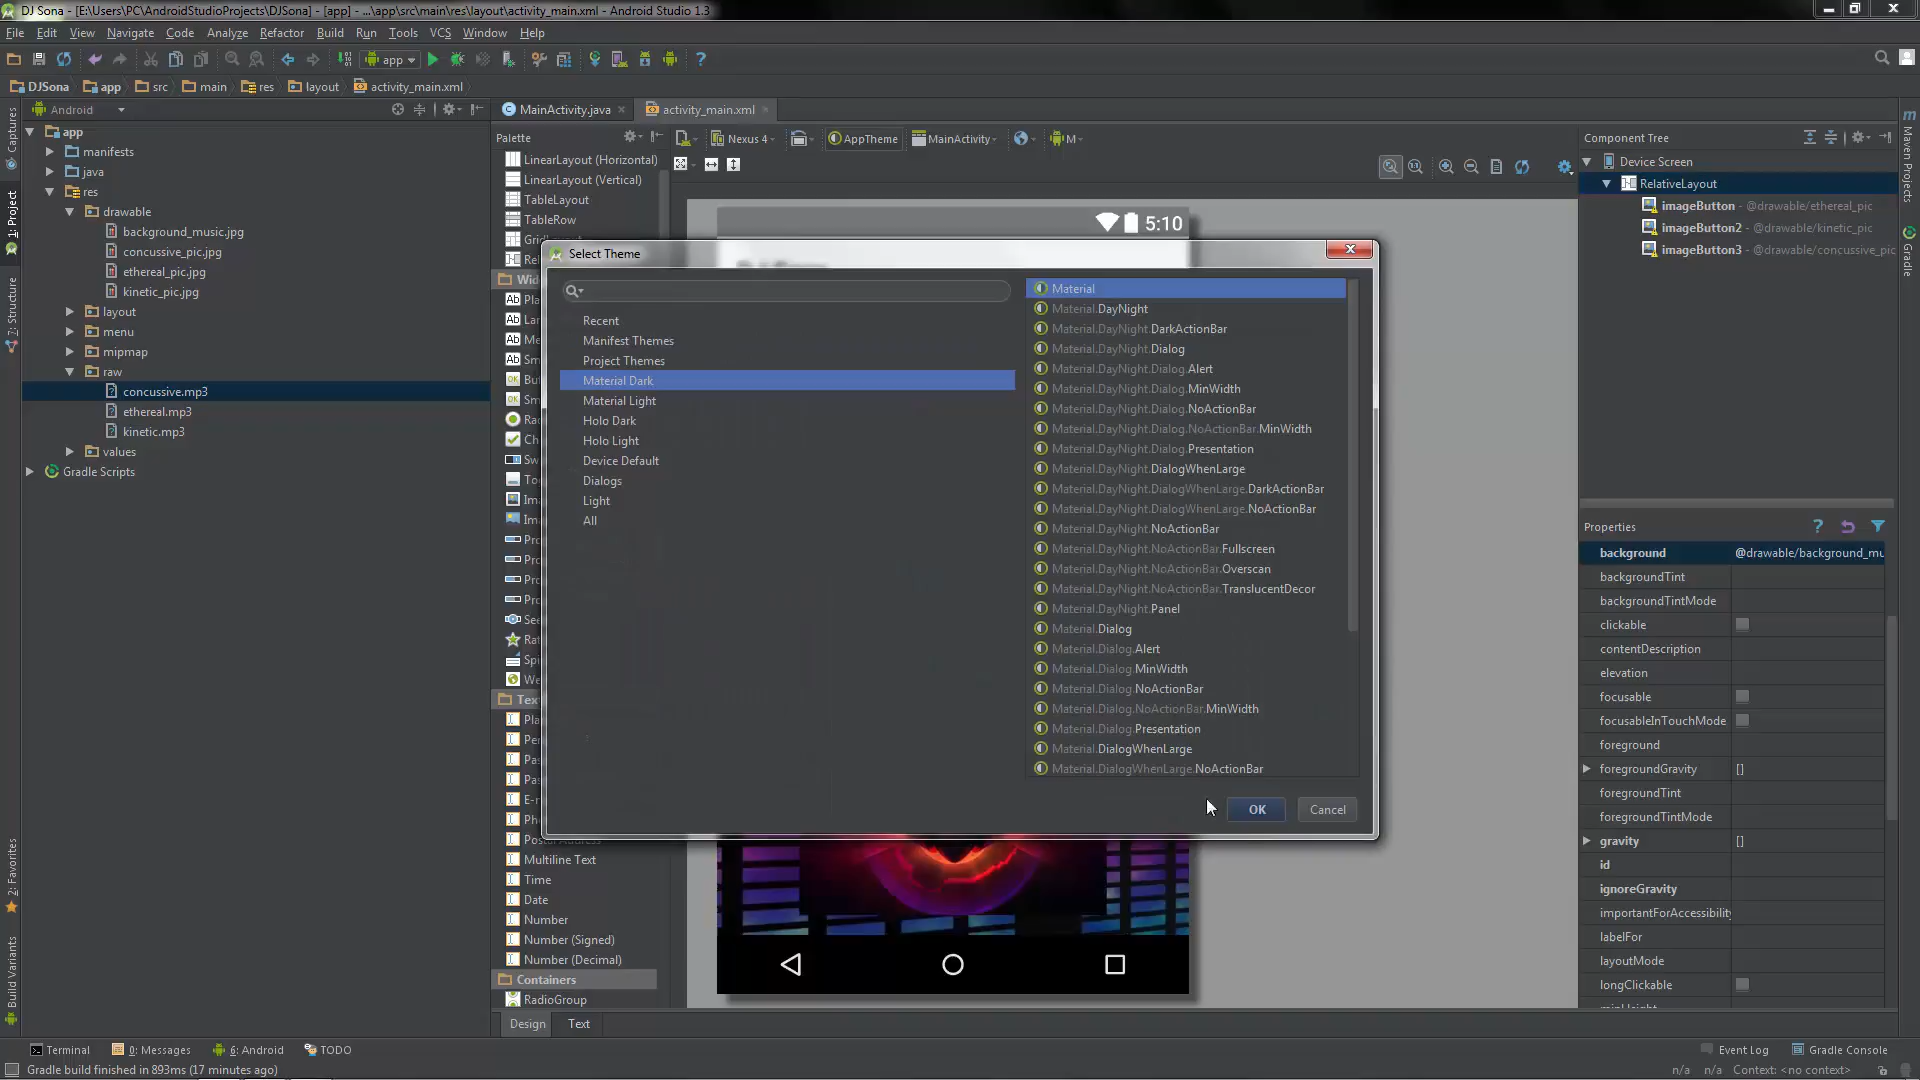 DJ Sona - [E:\Users\PC\AndroidStudioProjects\DJSona] - [app] - ...\app\src\main\res\layout\activity_main.xml - Android Studio 1.3
File Edit View Navigate Code Analyze Refactor Build Run Tools VCS Window Help
app
DJSona app src main res layout activity_main.xml
Android
MainActivity.java
activity_main.xml
Captures
1: Project
7: Structure
2: Favorites
Build Variants
app
manifests
java
res
drawable
background_music.jpg
concussive_pic.jpg
ethereal_pic.jpg
kinetic_pic.jpg
layout
menu
mipmap
raw
concussive.mp3
ethereal.mp3
kinetic.mp3
values
Gradle Scripts
Palette
LinearLayout (Horizontal)
LinearLayout (Vertical)
TableLayout
TableRow
Multiline Text
Time
Date
Number
Number (Signed)
Number (Decimal)
Containers
RadioGroup
Design Text
Nexus 4 AppTheme MainActivity M
5:10
Select Theme
Recent
Manifest Themes
Project Themes
Material Dark
Material Light
Holo Dark
Holo Light
Device Default
Dialogs
Light
All
Material
Material.DayNight
Material.DayNight.DarkActionBar
Material.DayNight.Dialog
Material.DayNight.Dialog.Alert
Material.DayNight.Dialog.MinWidth
Material.DayNight.Dialog.NoActionBar
Material.DayNight.Dialog.NoActionBar.MinWidth
Material.DayNight.Dialog.Presentation
Material.DayNight.DialogWhenLarge
Material.DayNight.DialogWhenLarge.DarkActionBar
Material.DayNight.DialogWhenLarge.NoActionBar
Material.DayNight.NoActionBar
Material.DayNight.NoActionBar.Fullscreen
Material.DayNight.NoActionBar.Overscan
Material.DayNight.NoActionBar.TranslucentDecor
Material.DayNight.Panel
Material.Dialog
Material.Dialog.Alert
Material.Dialog.MinWidth
Material.Dialog.NoActionBar
Material.Dialog.NoActionBar.MinWidth
Material.Dialog.Presentation
Material.DialogWhenLarge
Material.DialogWhenLarge.NoActionBar
OK Cancel
Component Tree
Device Screen
RelativeLayout
imageButton - @drawable/ethereal_pic
imageButton2 - @drawable/kinetic_pic
imageButton3 - @drawable/concussive_pic
Properties
background @drawable/background_mu
backgroundTint
backgroundTintMode
clickable
contentDescription
elevation
focusable
focusableInTouchMode
foreground
foregroundGravity []
foregroundTint
foregroundTintMode
gravity []
id
ignoreGravity
importantForAccessibility
labelFor
layoutMode
longClickable
Maven Projects
Gradle
Terminal 0: Messages 6: Android TODO
Event Log Gradle Console
Gradle build finished in 893ms (17 minutes ago)
n/a n/a Context: <no context>